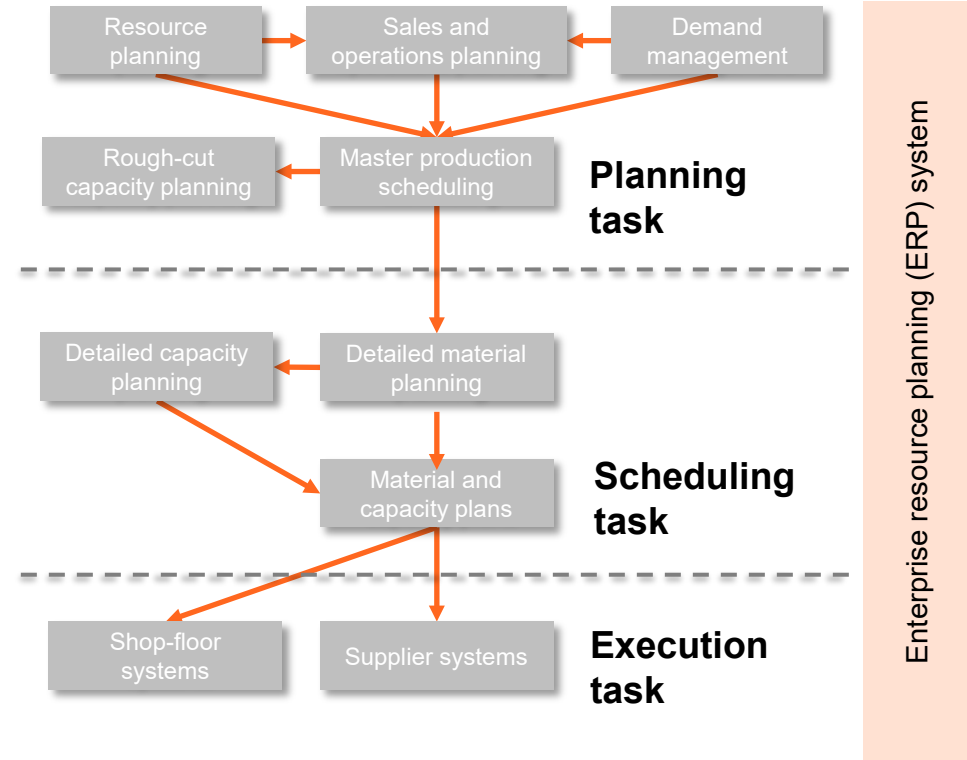 Resource
planning
Sales and
operations planning
Demand
management
Rough-cut
capacity planning
Master production
scheduling
Planning
task
Detailed capacity
planning
Detailed material
planning
Material and
capacity plans
Scheduling
task
Shop-floor
systems
Supplier systems
Execution
task
Enterprise resource planning (ERP) system